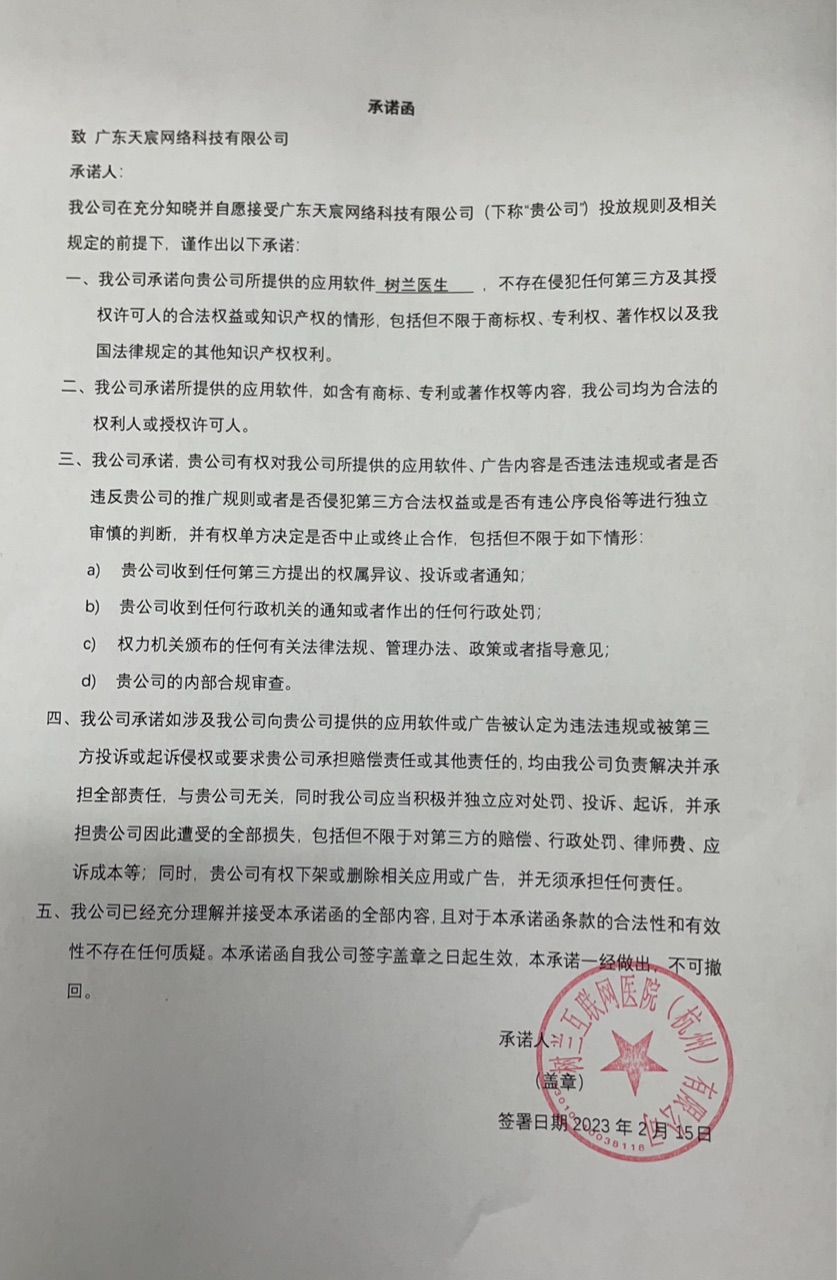 承诺函
致 广东天宸网络科技有限公司
承诺人：
我公司在充分知晓并自愿接受广东天宸网络科技有限公司（下称“贵公司”）投放规则及相关
规定的前提下，谨作出以下承诺：
一、我公司承诺向贵公司所提供的应用软件 树兰医生 ，不存在侵犯任何第三方及其授
权许可人的合法权益或知识产权的情形，包括但不限于商标权、专利权、著作权以及我
国法律规定的其他知识产权权利。
二、我公司承诺所提供的应用软件，如含有商标、专利或著作权等内容，我公司均为合法的
权利人或授权许可人。
三、我公司承诺，贵公司有权对我公司所提供的应用软件、广告内容是否违法违规或者是否
违反贵公司的推广规则或者是否侵犯第三方合法权益或是否有违公序良俗等进行独立
审慎的判断，并有权单方决定是否中止或终止合作，包括但不限于如下情形：
a) 贵公司收到任何第三方提出的权属异议、投诉或者通知；
b) 贵公司收到任何行政机关的通知或者作出的任何行政处罚；
c) 权力机关颁布的任何有关法律法规、管理办法、政策或者指导意见；
d) 贵公司的内部合规审查。
四、我公司承诺如涉及我公司向贵公司提供的应用软件或广告被认定为违法违规或被第三
方投诉或起诉侵权或要求贵公司承担赔偿责任或其他责任的，均由我公司负责解决并承
担全部责任，与贵公司无关，同时我公司应当积极并独立应对处罚、投诉、起诉，并承
担贵公司因此遭受的全部损失，包括但不限于对第三方的赔偿、行政处罚、律师费、应
诉成本等；同时，贵公司有权下架或删除相关应用或广告，并无须承担任何责任。
五、我公司已经充分理解并接受本承诺函的全部内容，且对于本承诺函条款的合法性和有效
性不存在任何质疑。本承诺函自我公司签字盖章之日起生效，本承诺一经做出，不可撤
回。
承诺人：
（盖章）
签署日期 2023 年 2 月 15日
树兰互联网医院（杭州）有限公司